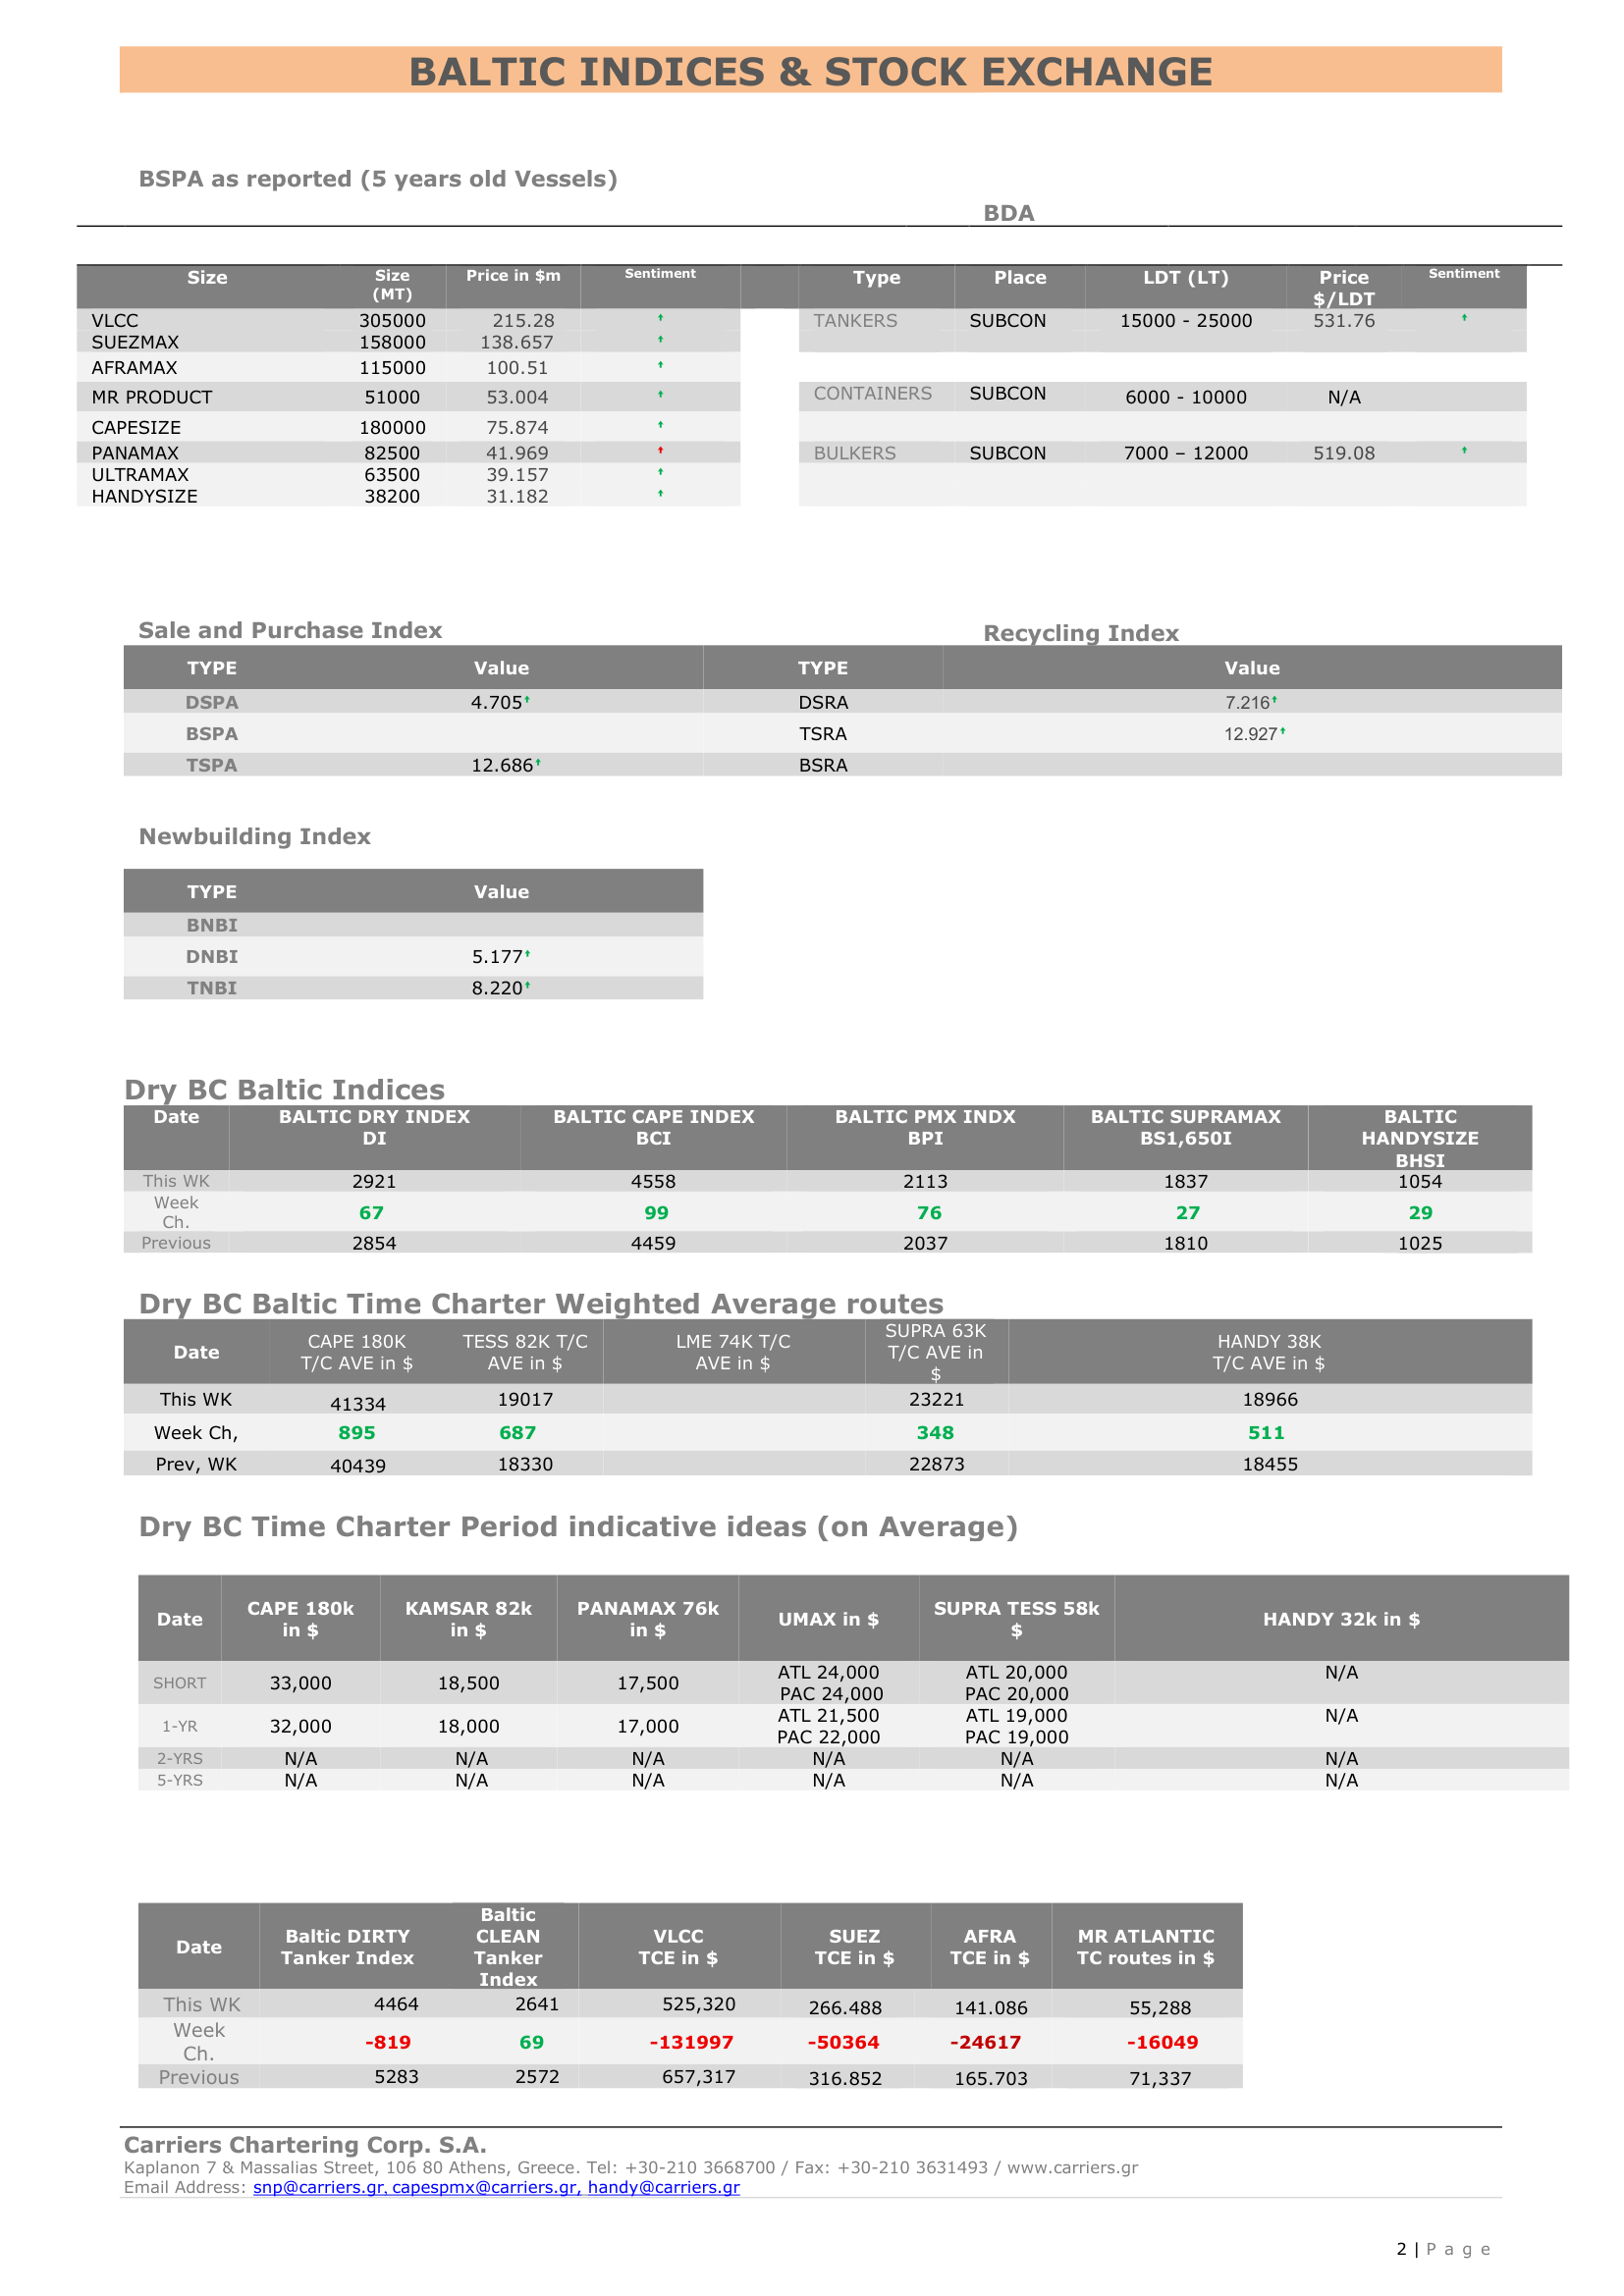 BALTIC INDICES & STOCK EXCHANGE
BSPA as reported (5 years old Vessels)
BDA
Size Size (MT) Price in $m Sentiment Type Place LDT (LT) Price $/LDT Sentiment
VLCC 305000 215.28 ↑ TANKERS SUBCON 15000 - 25000 531.76 ↑
SUEZMAX 158000 138.657 ↑
AFRAMAX 115000 100.51 ↑
MR PRODUCT 51000 53.004 ↑ CONTAINERS SUBCON 6000 - 10000 N/A
CAPESIZE 180000 75.874 ↑
PANAMAX 82500 41.969 ↑ BULKERS SUBCON 7000 – 12000 519.08 ↑
ULTRAMAX 63500 39.157 ↑
HANDYSIZE 38200 31.182 ↑
Sale and Purchase Index Recycling Index
TYPE Value TYPE Value
DSPA 4.705↑ DSRA 7.216↑
BSPA TSRA 12.927↑
TSPA 12.686↑ BSRA
Newbuilding Index
TYPE Value
BNBI
DNBI 5.177↑
TNBI 8.220↑
Dry BC Baltic Indices
Date BALTIC DRY INDEX DI BALTIC CAPE INDEX BCI BALTIC PMX INDX BPI BALTIC SUPRAMAX BS1,650I BALTIC HANDYSIZE BHSI
This WK 2921 4558 2113 1837 1054
Week Ch. 67 99 76 27 29
Previous 2854 4459 2037 1810 1025
Dry BC Baltic Time Charter Weighted Average routes
Date CAPE 180K T/C AVE in $ TESS 82K T/C AVE in $ LME 74K T/C AVE in $ SUPRA 63K T/C AVE in $ HANDY 38K T/C AVE in $
This WK 41334 19017 23221 18966
Week Ch, 895 687 348 511
Prev, WK 40439 18330 22873 18455
Dry BC Time Charter Period indicative ideas (on Average)
Date CAPE 180k in $ KAMSAR 82k in $ PANAMAX 76k in $ UMAX in $ SUPRA TESS 58k $ HANDY 32k in $
SHORT 33,000 18,500 17,500 ATL 24,000 PAC 24,000 ATL 20,000 PAC 20,000 N/A
1-YR 32,000 18,000 17,000 ATL 21,500 PAC 22,000 ATL 19,000 PAC 19,000 N/A
2-YRS N/A N/A N/A N/A N/A N/A
5-YRS N/A N/A N/A N/A N/A N/A
Date Baltic DIRTY Tanker Index Baltic CLEAN Tanker Index VLCC TCE in $ SUEZ TCE in $ AFRA TCE in $ MR ATLANTIC TC routes in $
This WK 4464 2641 525,320 266.488 141.086 55,288
Week Ch. -819 69 -131997 -50364 -24617 -16049
Previous 5283 2572 657,317 316.852 165.703 71,337
Carriers Chartering Corp. S.A.
Kaplanon 7 & Massalias Street, 106 80 Athens, Greece. Tel: +30-210 3668700 / Fax: +30-210 3631493 / www.carriers.gr
Email Address: snp@carriers.gr, capespmx@carriers.gr, handy@carriers.gr
2 | Page